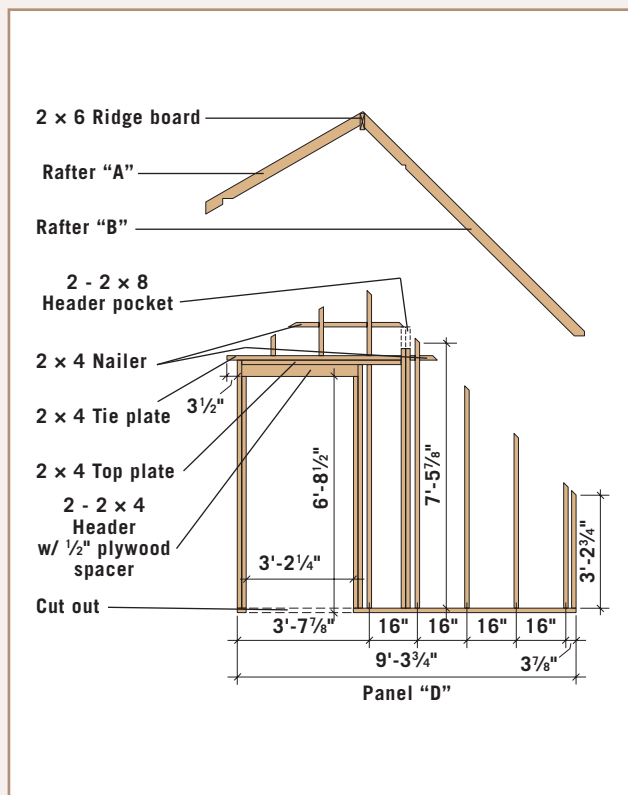 2 × 6 Ridge board
Rafter “A”
Rafter “B”
2 - 2 × 8
Header pocket
2 × 4 Nailer
3½"
2 × 4 Tie plate
2 × 4 Top plate
6'-8½"
7'-5⅞"
2 - 2 × 4
Header
w/ ½" plywood
spacer
3'-2¼"
3'-2¾"
Cut out
3'-7⅞"
16"
16"
16"
16"
9'-3¾"
3⅞"
Panel “D”